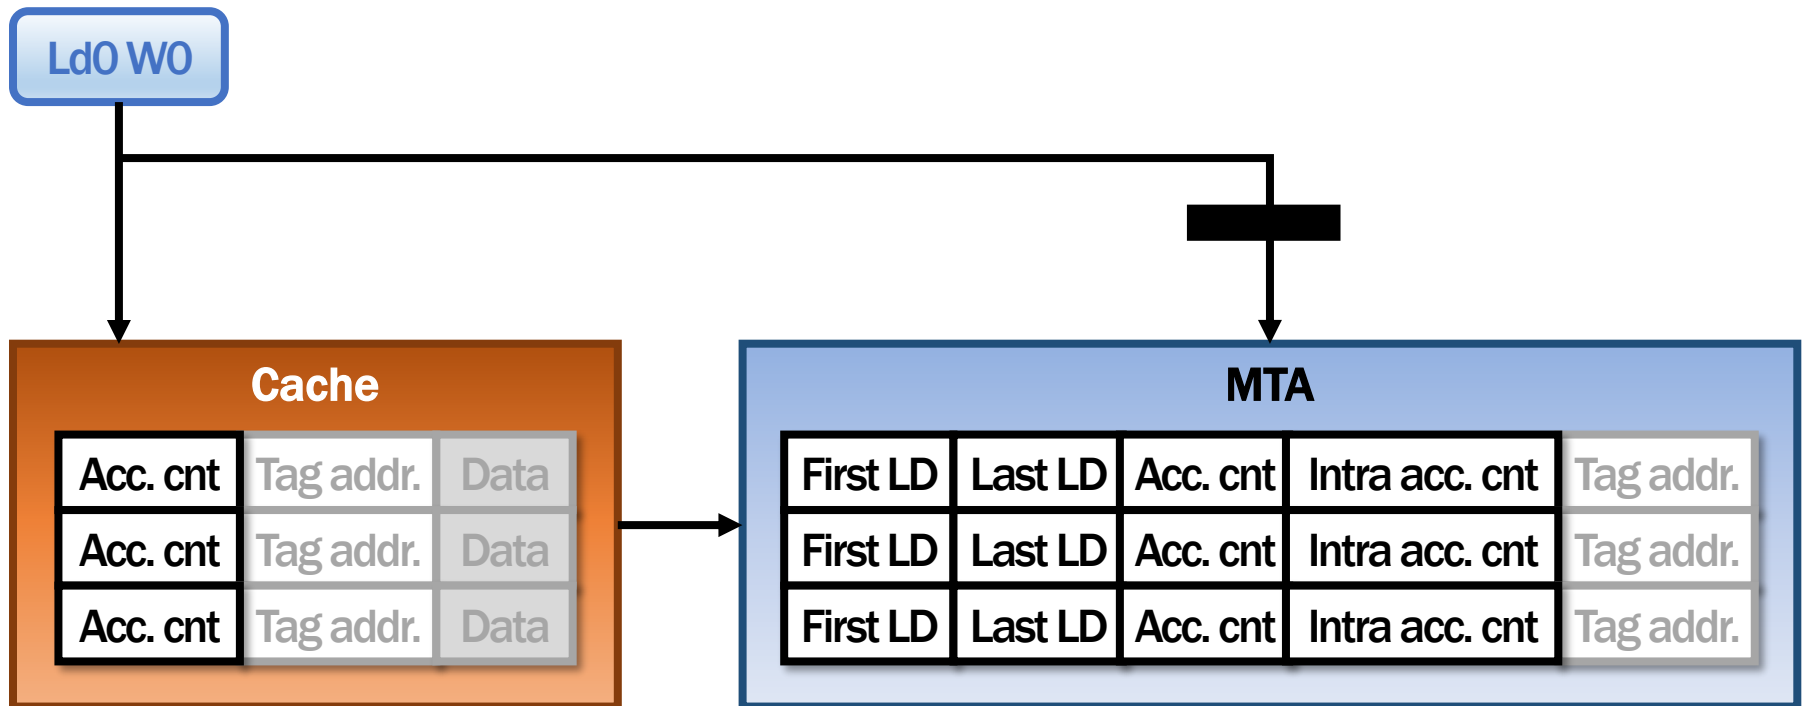 Ld0 W0
Cache
MTA
Acc. cnt Tag addr. Data
First LD Last LD Acc. cnt Intra acc. cnt Tag addr.
Acc. cnt Tag addr. Data
First LD Last LD Acc. cnt Intra acc. cnt Tag addr.
Acc. cnt Tag addr. Data
First LD Last LD Acc. cnt Intra acc. cnt Tag addr.